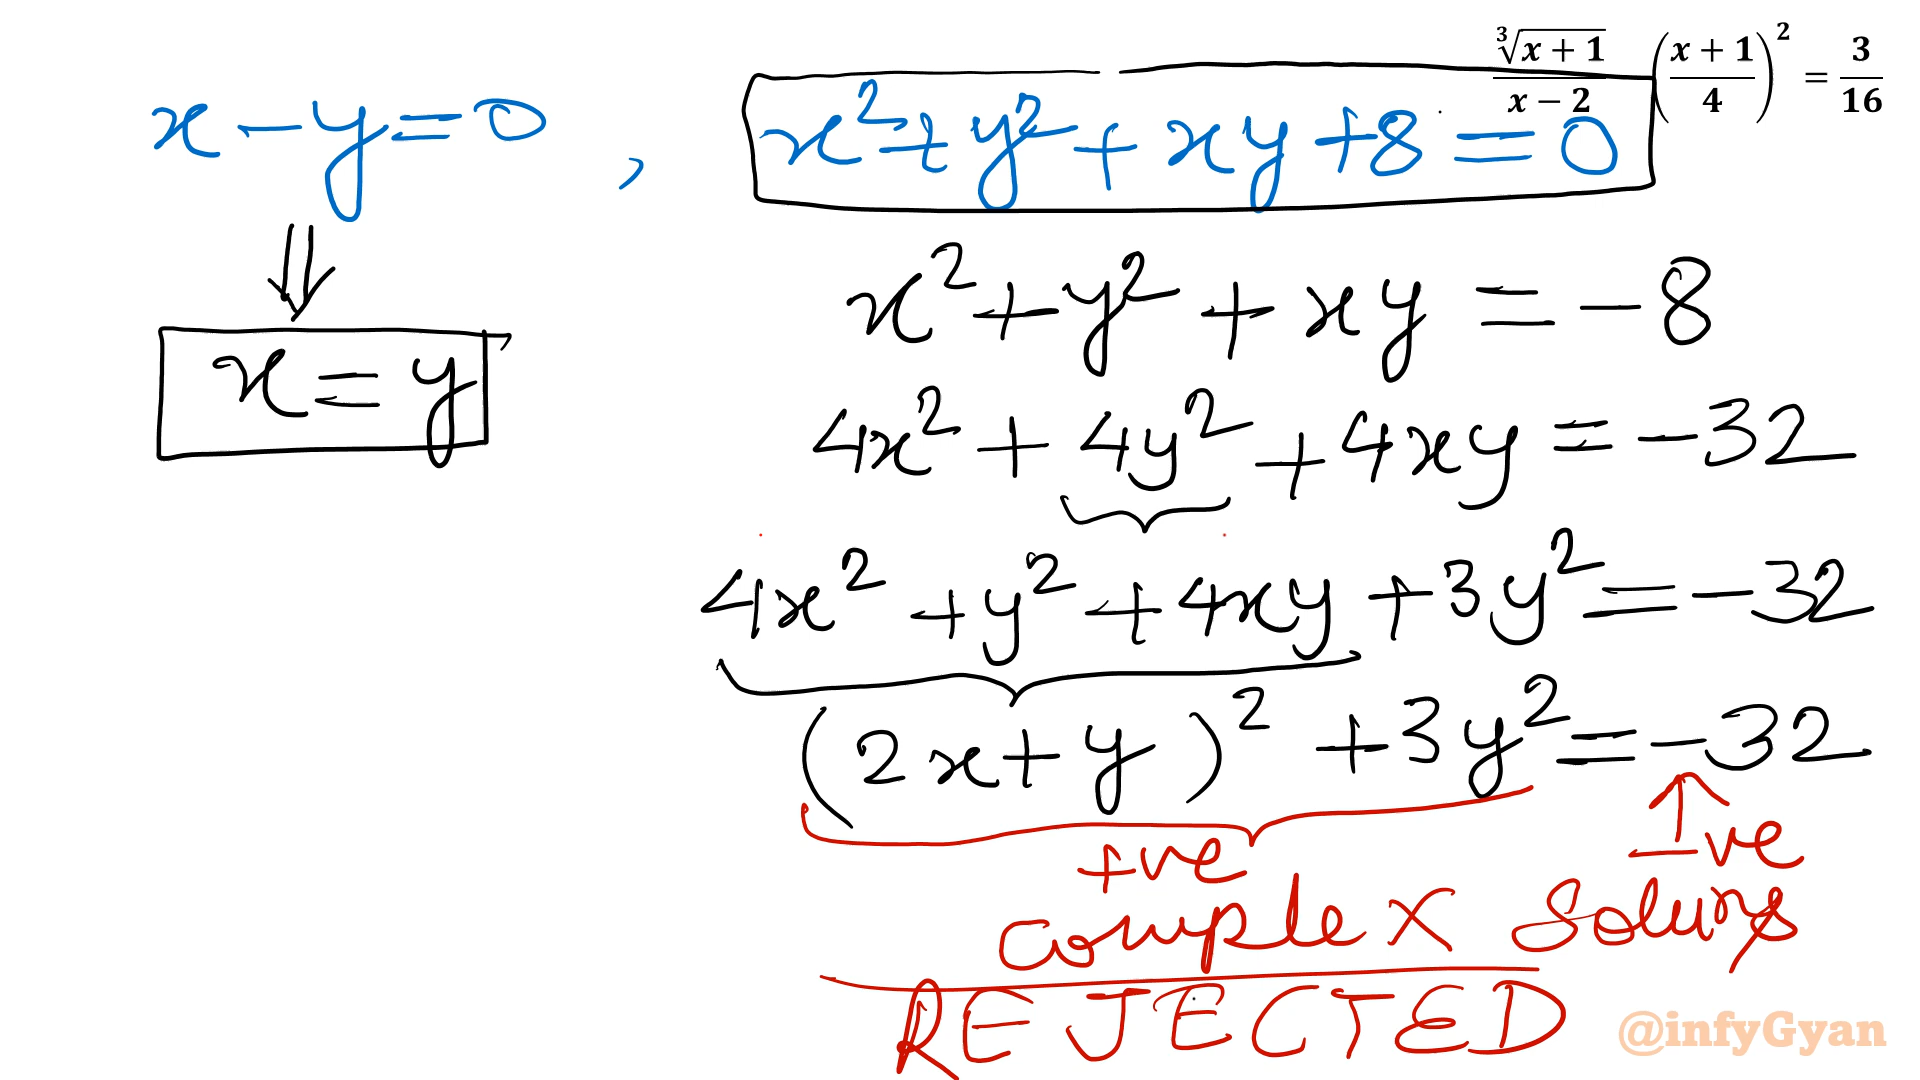 ∛(x + 1)/(x − 2) ((x + 1)/4)² = 3/16
x − y = 0 , x² + y² + xy + 8 = 0
⇓
x = y
x² + y² + xy = −8
4x² + 4y² + 4xy = −32
4x² + y² + 4xy + 3y² = −32
(2x + y)² + 3y² = −32
+ve ↑ −ve
complex
REJECTED
@infyGyan